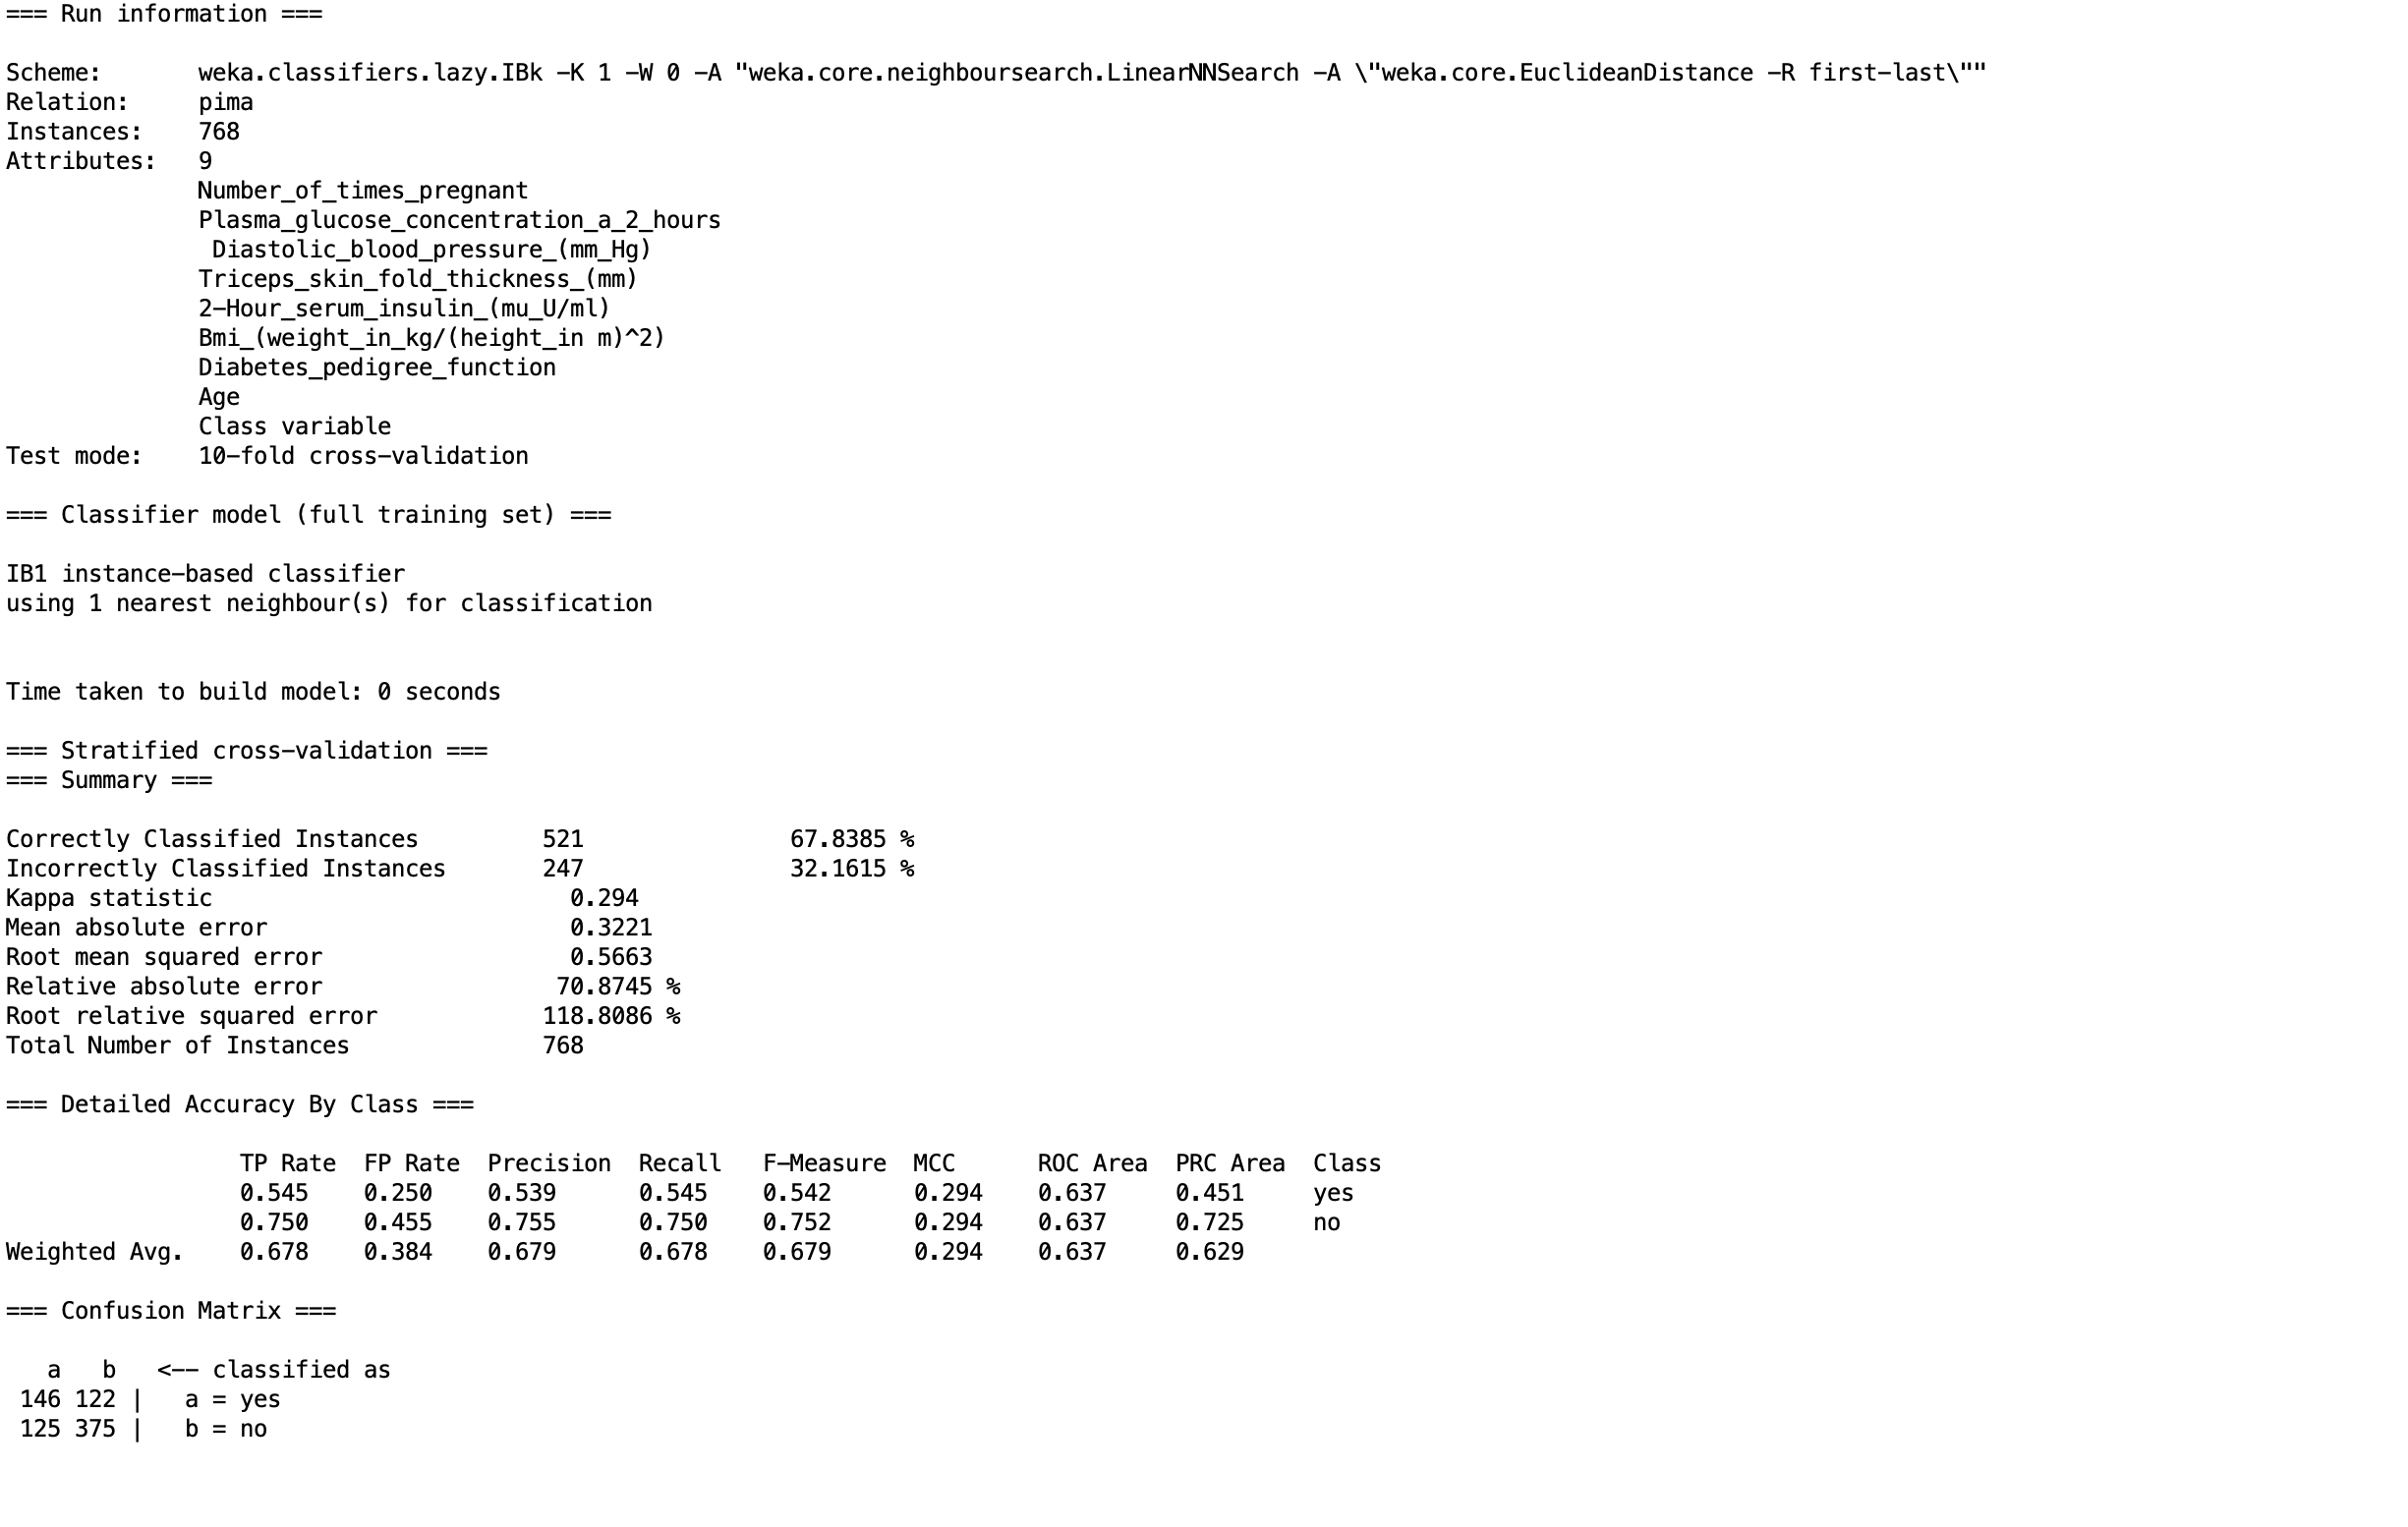 === Run information ===
Scheme:       weka.classifiers.lazy.IBk -K 1 -W 0 -A "weka.core.neighboursearch.LinearNNSearch -A \"weka.core.EuclideanDistance -R first-last\""
Relation:     pima
Instances:    768
Attributes:   9
              Number_of_times_pregnant
              Plasma_glucose_concentration_a_2_hours
               Diastolic_blood_pressure_(mm_Hg)
              Triceps_skin_fold_thickness_(mm)
              2-Hour_serum_insulin_(mu_U/ml)
              Bmi_(weight_in_kg/(height_in m)^2)
              Diabetes_pedigree_function
              Age
              Class variable
Test mode:    10-fold cross-validation
=== Classifier model (full training set) ===
IB1 instance-based classifier
using 1 nearest neighbour(s) for classification
Time taken to build model: 0 seconds
=== Stratified cross-validation ===
=== Summary ===
Correctly Classified Instances         521               67.8385 %
Incorrectly Classified Instances       247               32.1615 %
Kappa statistic                          0.294
Mean absolute error                      0.3221
Root mean squared error                  0.5663
Relative absolute error                 70.8745 %
Root relative squared error            118.8086 %
Total Number of Instances              768
=== Detailed Accuracy By Class ===
                 TP Rate  FP Rate  Precision  Recall   F-Measure  MCC      ROC Area  PRC Area  Class
                 0.545    0.250    0.539      0.545    0.542      0.294    0.637     0.451     yes
                 0.750    0.455    0.755      0.750    0.752      0.294    0.637     0.725     no
Weighted Avg.    0.678    0.384    0.679      0.678    0.679      0.294    0.637     0.629
=== Confusion Matrix ===
   a   b   <-- classified as
 146 122 |   a = yes
 125 375 |   b = no